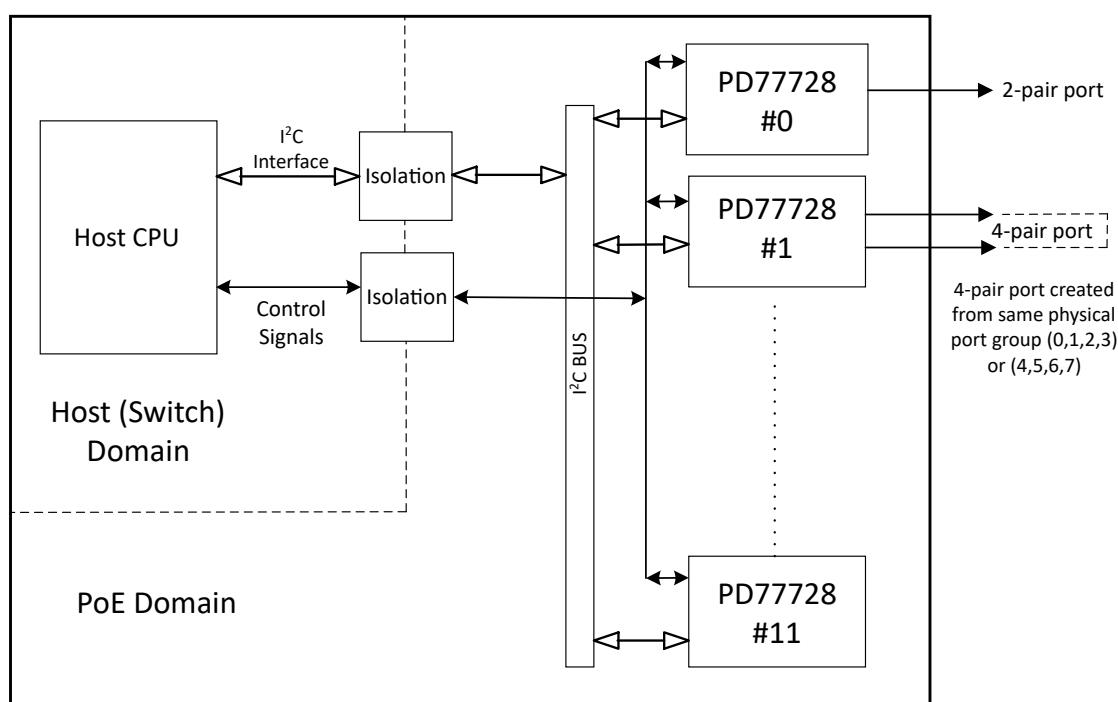 PD77728
#0
2-pair port
I²C
Interface
Isolation
Host CPU
PD77728
#1
4-pair port
Isolation
Control
Signals
4-pair port created
from same physical
port group (0,1,2,3)
or (4,5,6,7)
I²C BUS
Host (Switch)
Domain
PoE Domain
PD77728
#11